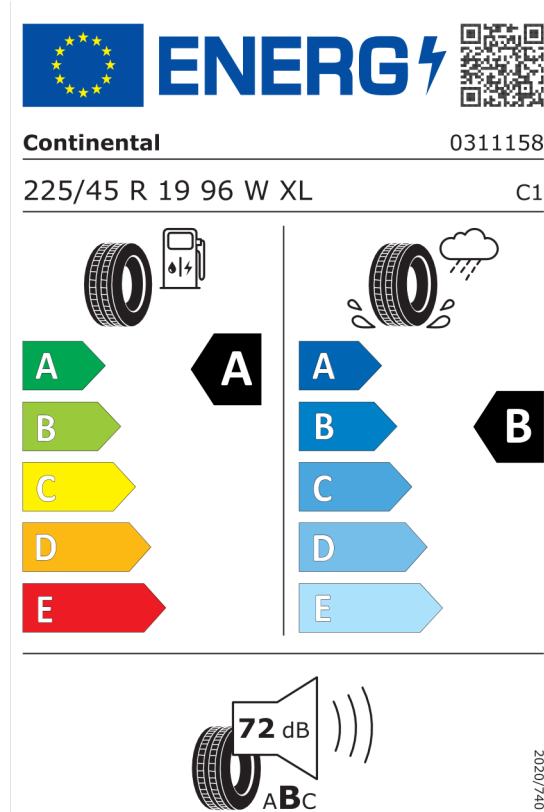 ENERG
Continental 0311158
225/45 R 19 96 W XL C1
A A A
B B B
C C
D D
E E
72 dB
ABC
2020/740